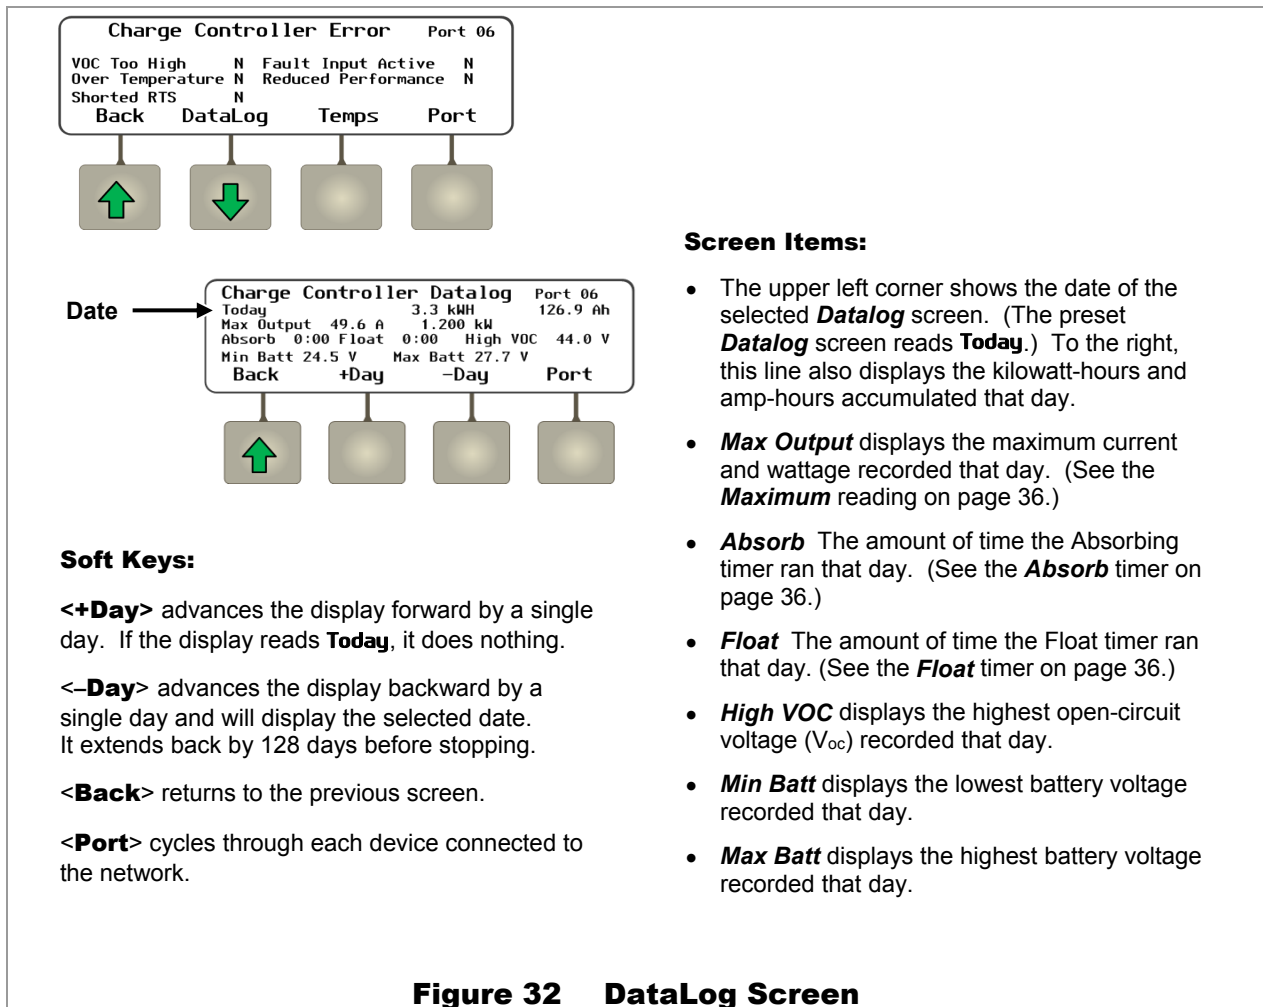 Charge Controller Error Port 06
VOC Too High N Fault Input Active N
Over Temperature N Reduced Performance N
Shorted RTS N
Back DataLog Temps Port
Date
Charge Controller Datalog Port 06
Today 3.3 kWH 126.9 Ah
Max Output 49.6 A 1.200 kW
Absorb 0:00 Float 0:00 High VOC 44.0 V
Min Batt 24.5 V Max Batt 27.7 V
Back +Day -Day Port
Soft Keys:
<+Day> advances the display forward by a single
day. If the display reads Today, it does nothing.
<–Day> advances the display backward by a
single day and will display the selected date.
It extends back by 128 days before stopping.
<Back> returns to the previous screen.
<Port> cycles through each device connected to
the network.
Screen Items:
• The upper left corner shows the date of the
selected Datalog screen. (The preset
Datalog screen reads Today.) To the right,
this line also displays the kilowatt-hours and
amp-hours accumulated that day.
• Max Output displays the maximum current
and wattage recorded that day. (See the
Maximum reading on page 36.)
• Absorb The amount of time the Absorbing
timer ran that day. (See the Absorb timer on
page 36.)
• Float The amount of time the Float timer ran
that day. (See the Float timer on page 36.)
• High VOC displays the highest open-circuit
voltage (Voc) recorded that day.
• Min Batt displays the lowest battery voltage
recorded that day.
• Max Batt displays the highest battery voltage
recorded that day.
Figure 32 DataLog Screen